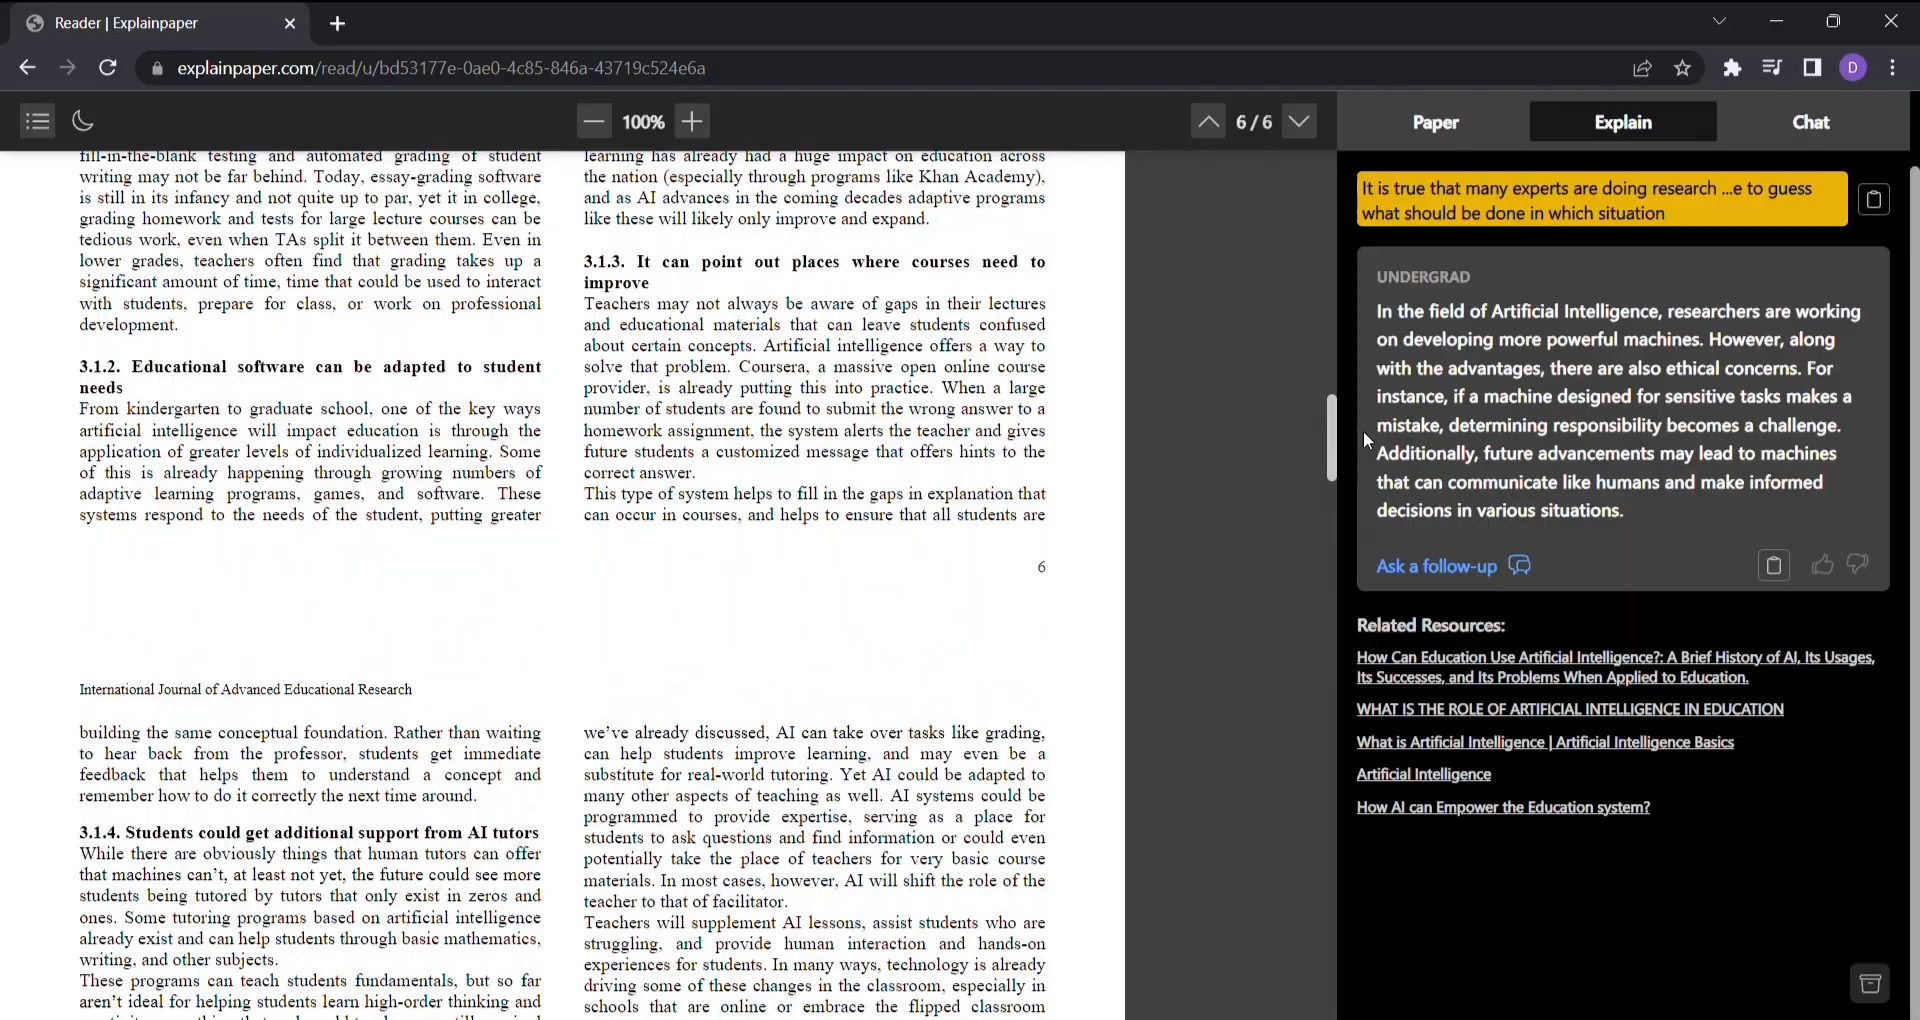 Reader | Explainpaper
explainpaper.com/read/u/bd53177e-0ae0-4c85-846a-43719c524e6a
D
100%
6 / 6
Paper
Explain
Chat
fill-in-the-blank testing and automated grading of student
writing may not be far behind. Today, essay-grading software
is still in its infancy and not quite up to par, yet it in college,
grading homework and tests for large lecture courses can be
tedious work, even when TAs split it between them. Even in
lower grades, teachers often find that grading takes up a
significant amount of time, time that could be used to interact
with students, prepare for class, or work on professional
development.
3.1.2. Educational software can be adapted to student
needs
From kindergarten to graduate school, one of the key ways
artificial intelligence will impact education is through the
application of greater levels of individualized learning. Some
of this is already happening through growing numbers of
adaptive learning programs, games, and software. These
systems respond to the needs of the student, putting greater
learning has already had a huge impact on education across
the nation (especially through programs like Khan Academy),
and as AI advances in the coming decades adaptive programs
like these will likely only improve and expand.
3.1.3. It can point out places where courses need to
improve
Teachers may not always be aware of gaps in their lectures
and educational materials that can leave students confused
about certain concepts. Artificial intelligence offers a way to
solve that problem. Coursera, a massive open online course
provider, is already putting this into practice. When a large
number of students are found to submit the wrong answer to a
homework assignment, the system alerts the teacher and gives
future students a customized message that offers hints to the
correct answer.
This type of system helps to fill in the gaps in explanation that
can occur in courses, and helps to ensure that all students are
6
International Journal of Advanced Educational Research
building the same conceptual foundation. Rather than waiting
to hear back from the professor, students get immediate
feedback that helps them to understand a concept and
remember how to do it correctly the next time around.
3.1.4. Students could get additional support from AI tutors
While there are obviously things that human tutors can offer
that machines can't, at least not yet, the future could see more
students being tutored by tutors that only exist in zeros and
ones. Some tutoring programs based on artificial intelligence
already exist and can help students through basic mathematics,
writing, and other subjects.
These programs can teach students fundamentals, but so far
aren't ideal for helping students learn high-order thinking and
we've already discussed, AI can take over tasks like grading,
can help students improve learning, and may even be a
substitute for real-world tutoring. Yet AI could be adapted to
many other aspects of teaching as well. AI systems could be
programmed to provide expertise, serving as a place for
students to ask questions and find information or could even
potentially take the place of teachers for very basic course
materials. In most cases, however, AI will shift the role of the
teacher to that of facilitator.
Teachers will supplement AI lessons, assist students who are
struggling, and provide human interaction and hands-on
experiences for students. In many ways, technology is already
driving some of these changes in the classroom, especially in
schools that are online or embrace the flipped classroom
It is true that many experts are doing research ...e to guess
what should be done in which situation
UNDERGRAD
In the field of Artificial Intelligence, researchers are working
on developing more powerful machines. However, along
with the advantages, there are also ethical concerns. For
instance, if a machine designed for sensitive tasks makes a
mistake, determining responsibility becomes a challenge.
Additionally, future advancements may lead to machines
that can communicate like humans and make informed
decisions in various situations.
Ask a follow-up
Related Resources:
How Can Education Use Artificial Intelligence?: A Brief History of AI, Its Usages,
Its Successes, and Its Problems When Applied to Education.
WHAT IS THE ROLE OF ARTIFICIAL INTELLIGENCE IN EDUCATION
What is Artificial Intelligence | Artificial Intelligence Basics
Artificial Intelligence
How AI can Empower the Education system?